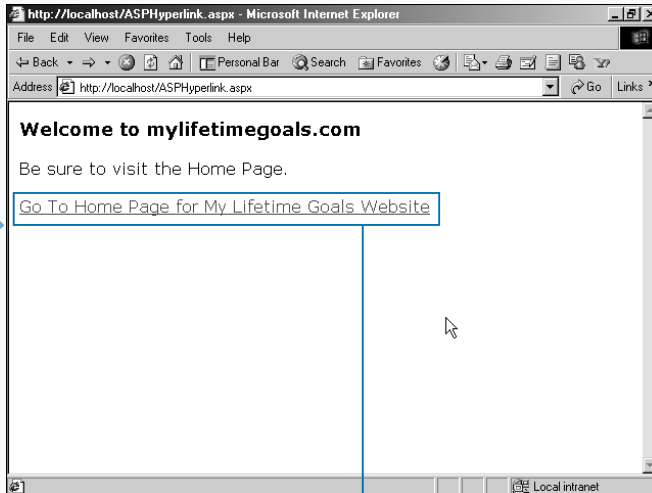 http://localhost/ASPHyperlink.aspx - Microsoft Internet Explorer
File Edit View Favorites Tools Help
Back Personal Bar Search Favorites
Address http://localhost/ASPHyperlink.aspx Go Links
Welcome to mylifetimegoals.com
Be sure to visit the Home Page.
Go To Home Page for My Lifetime Goals Website
Local intranet